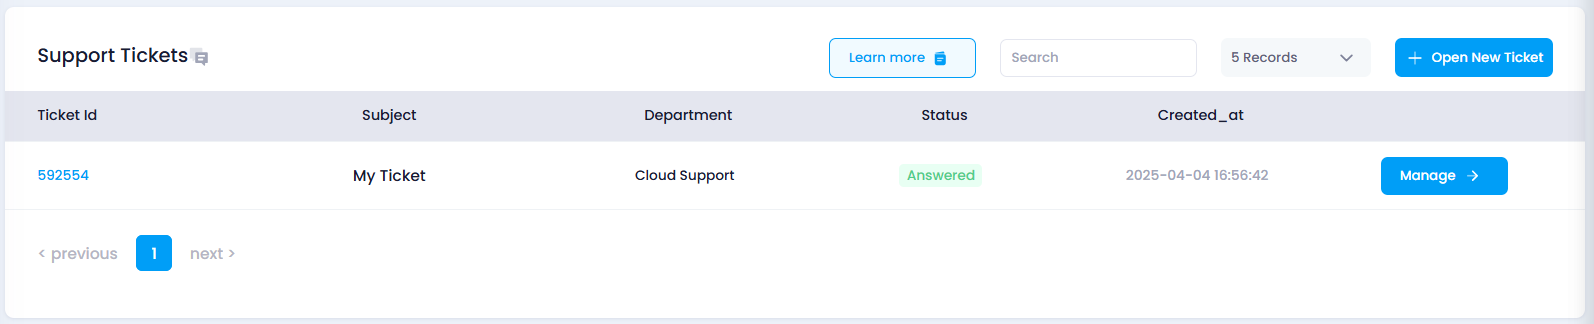 Support Tickets
Learn more
Search
5 Records
Open New Ticket
Ticket Id Subject Department Status Created_at
592554 My Ticket Cloud Support Answered 2025-04-04 16:56:42 Manage →
< previous 1 next >